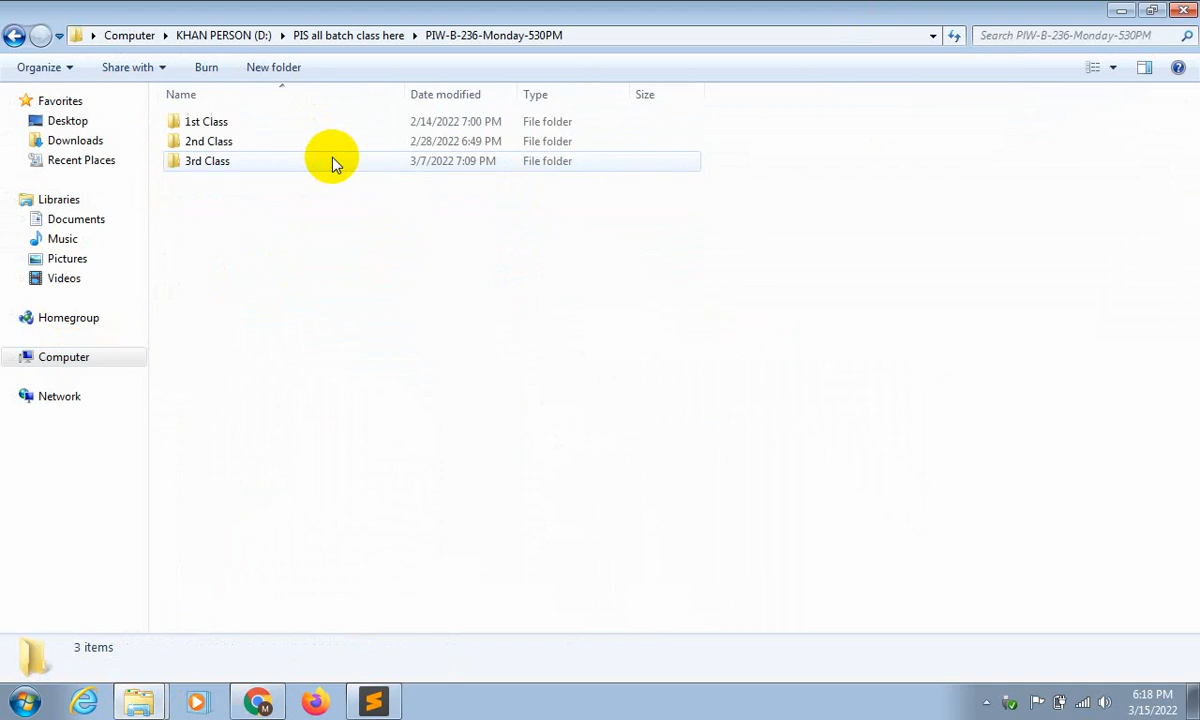 Computer KHAN PERSON (D:) PIS all batch class here PIW-B-236-Monday-530PM Search PIW-B-236-Monday-530PM
Organize Share with Burn New folder
Name Date modified Type Size
Favorites
Desktop
Downloads
Recent Places
Libraries
Documents
Music
Pictures
Videos
Homegroup
Computer
Network
1st Class 2/14/2022 7:00 PM File folder
2nd Class 2/28/2022 6:49 PM File folder
3rd Class 3/7/2022 7:09 PM File folder
3 items
6:18 PM
3/15/2022